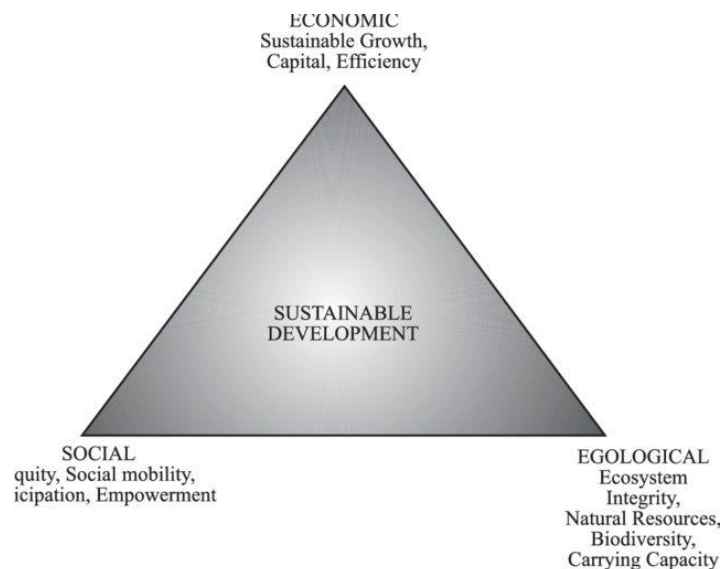 ECONOMIC
Sustainable Growth,
Capital, Efficiency
SUSTAINABLE
DEVELOPMENT
SOCIAL
quity, Social mobility,
icipation, Empowerment
EGOLOGICAL
Ecosystem
Integrity,
Natural Resources,
Biodiversity,
Carrying Capacity